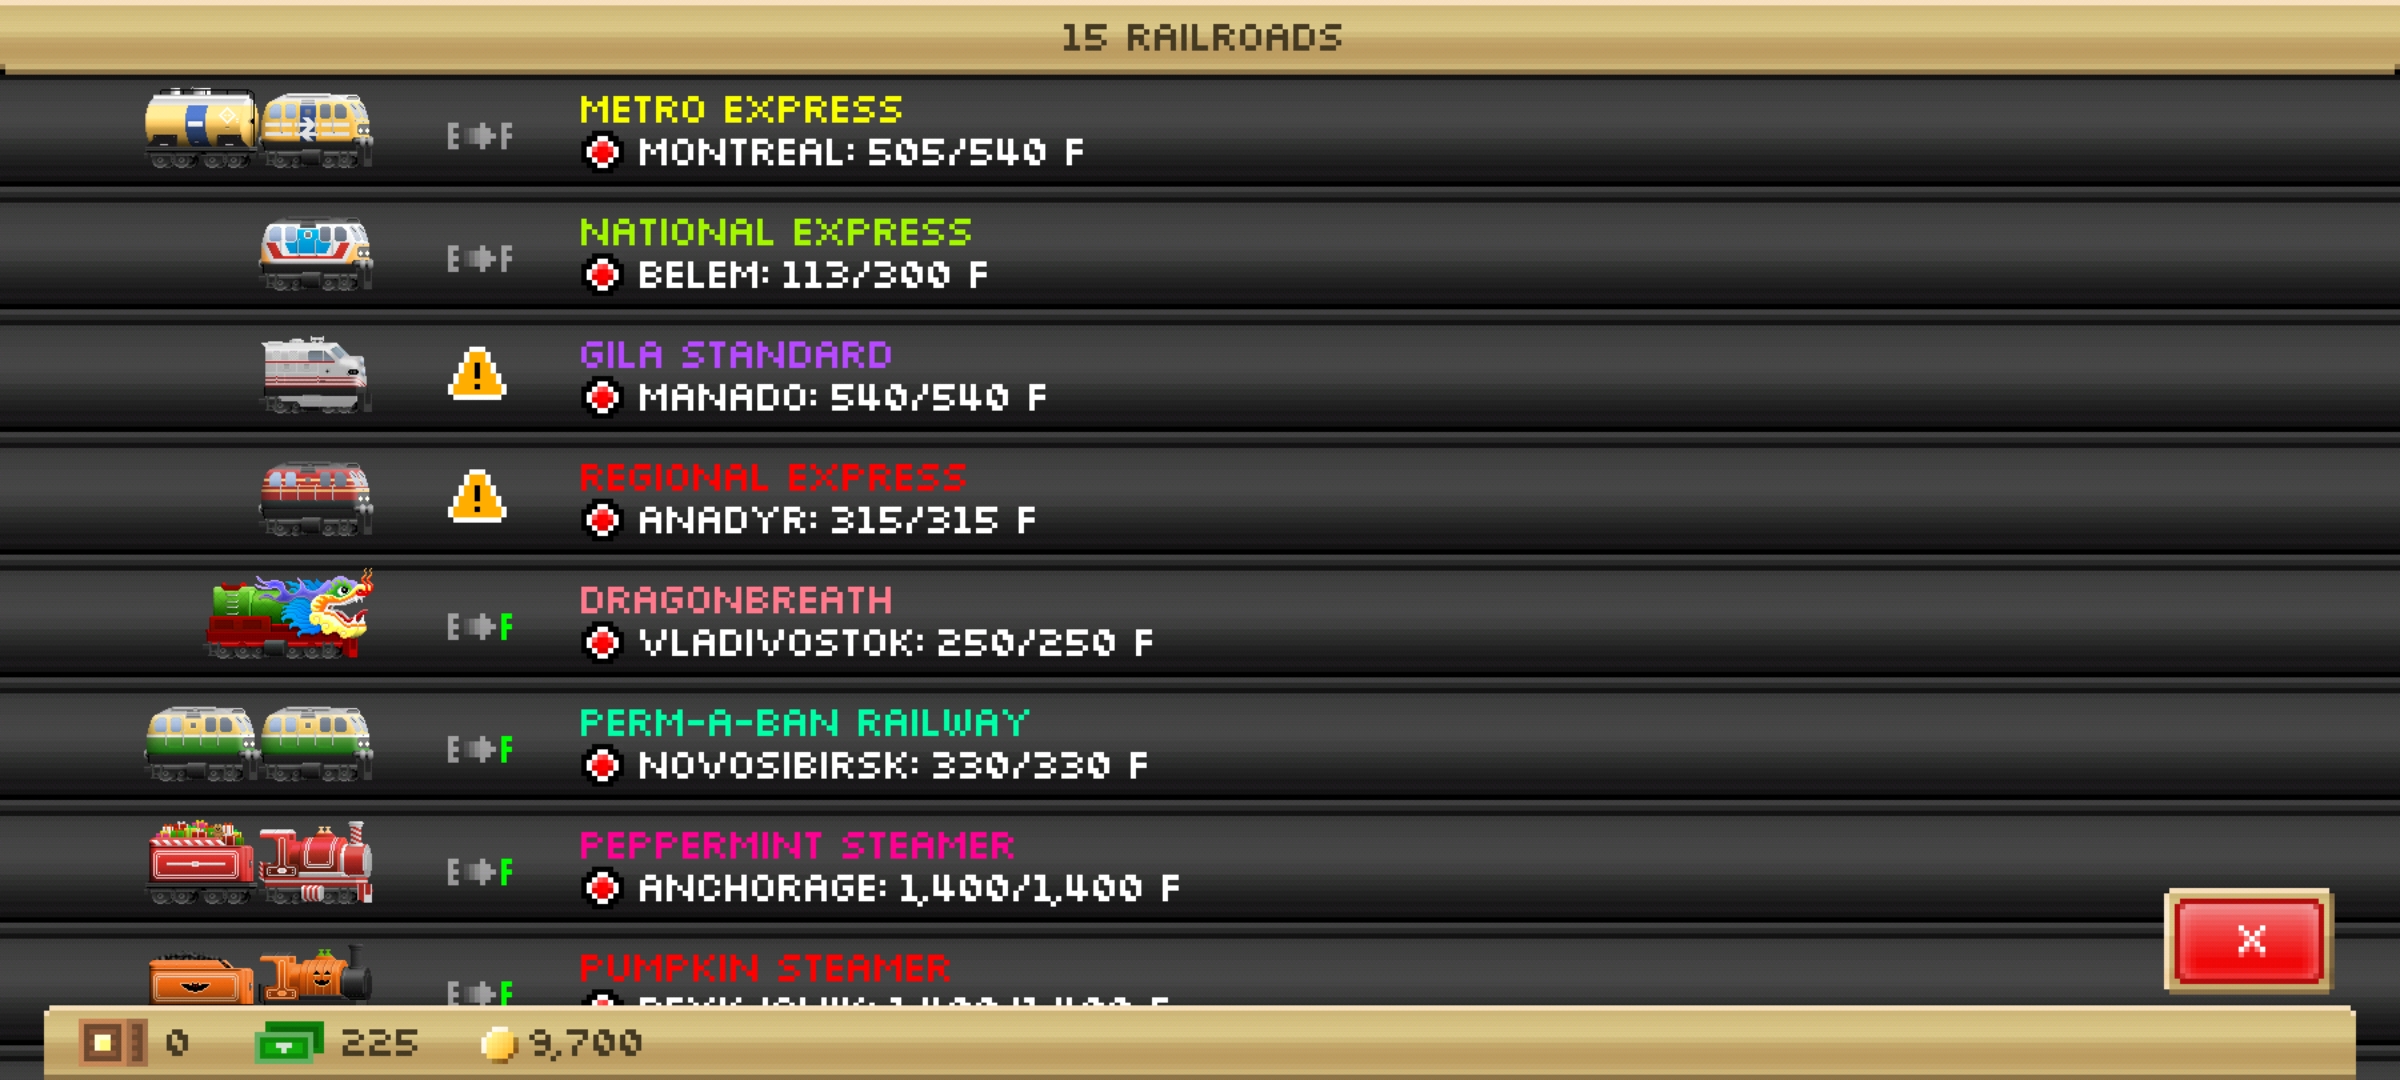 15 RAILROADS
METRO EXPRESS
E F MONTREAL: 505/540 F
NATIONAL EXPRESS
E F BELEM: 113/300 F
GILA STANDARD
! MANADO: 540/540 F
REGIONAL EXPRESS
! ANADYR: 315/315 F
DRAGONBREATH
E F VLADIVOSTOK: 250/250 F
PERM-A-BAN RAILWAY
E F NOVOSIBIRSK: 330/330 F
PEPPERMINT STEAMER
E F ANCHORAGE: 1,400/1,400 F
X
PUMPKIN STEAMER
E F
0 225 9,700